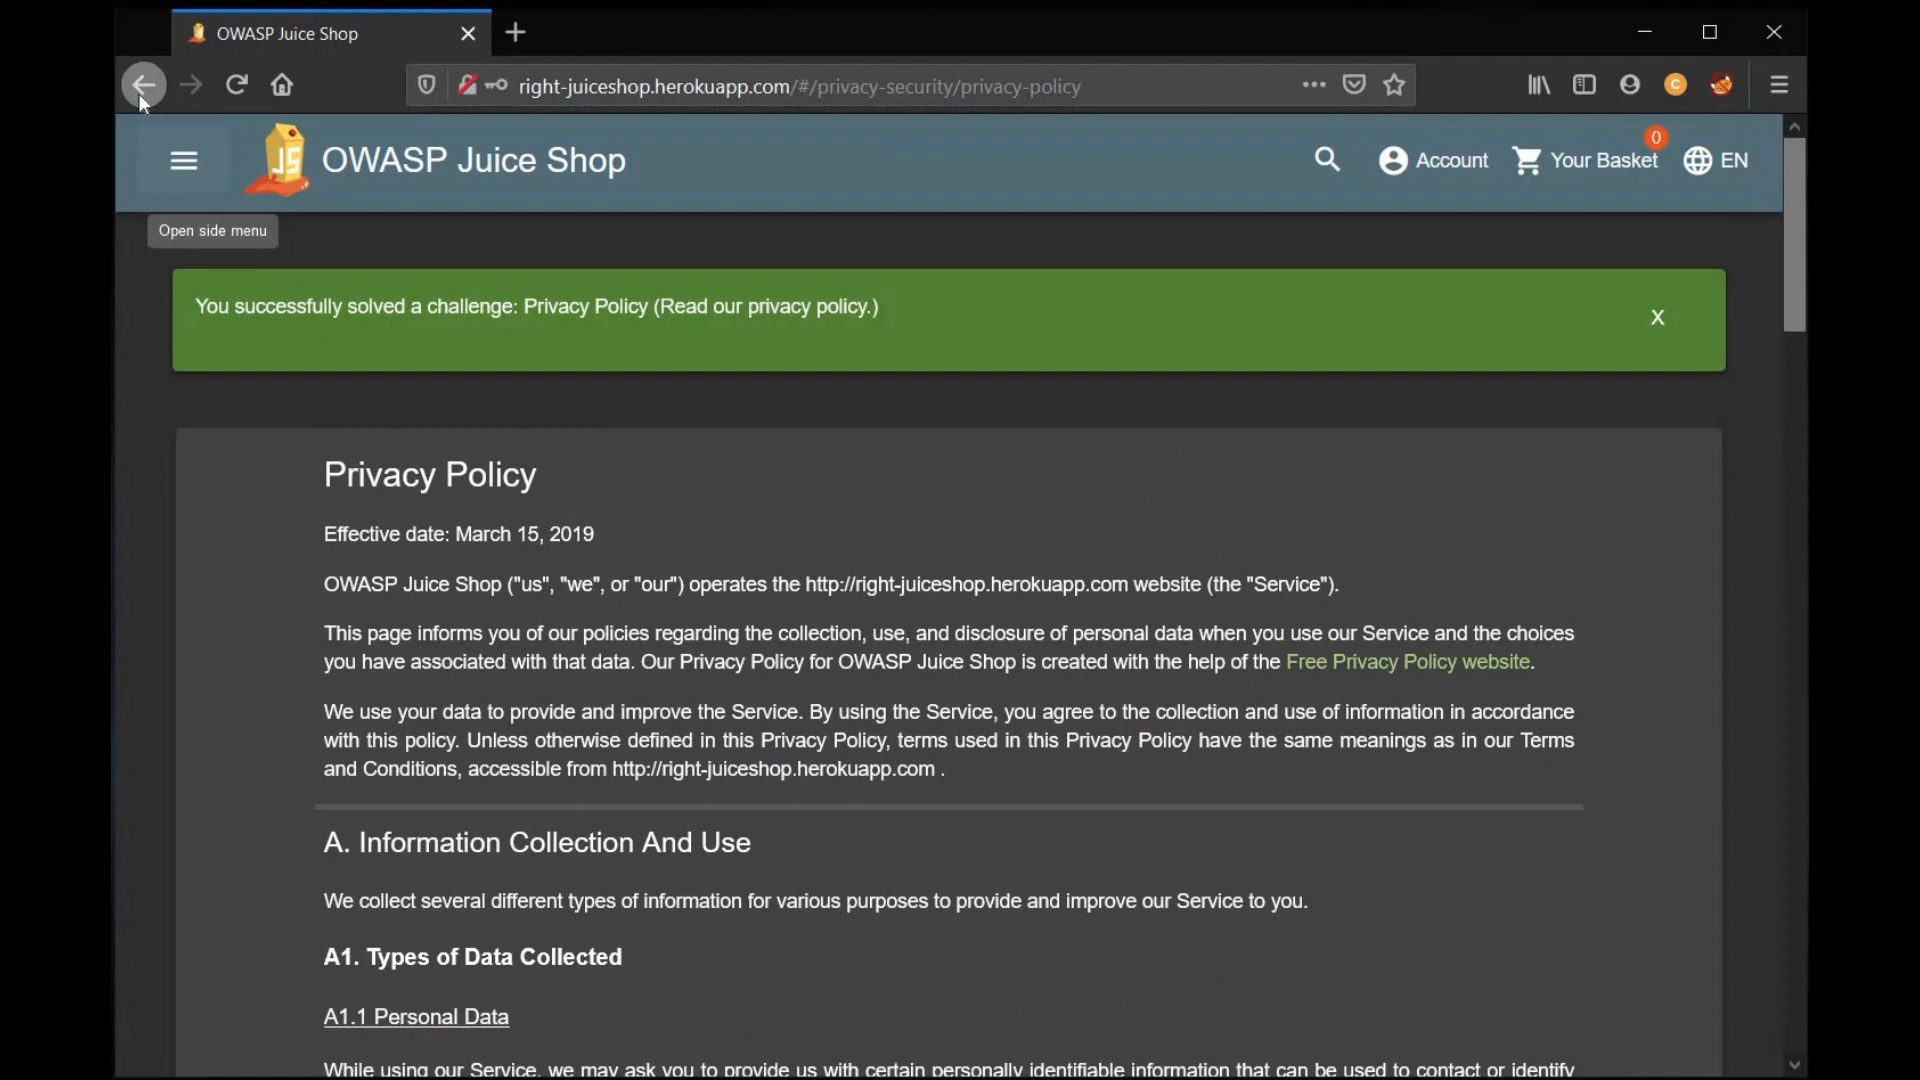 OWASP Juice Shop
right-juiceshop.herokuapp.com/#/privacy-security/privacy-policy
C
JS
OWASP Juice Shop
Account
Your Basket
0
EN
Open side menu
You successfully solved a challenge: Privacy Policy (Read our privacy policy.)
X
Privacy Policy
Effective date: March 15, 2019
OWASP Juice Shop ("us", "we", or "our") operates the http://right-juiceshop.herokuapp.com website (the "Service").
This page informs you of our policies regarding the collection, use, and disclosure of personal data when you use our Service and the choices
you have associated with that data. Our Privacy Policy for OWASP Juice Shop is created with the help of the Free Privacy Policy website.
We use your data to provide and improve the Service. By using the Service, you agree to the collection and use of information in accordance
with this policy. Unless otherwise defined in this Privacy Policy, terms used in this Privacy Policy have the same meanings as in our Terms
and Conditions, accessible from http://right-juiceshop.herokuapp.com .
A. Information Collection And Use
We collect several different types of information for various purposes to provide and improve our Service to you.
A1. Types of Data Collected
A1.1 Personal Data
While using our Service, we may ask you to provide us with certain personally identifiable information that can be used to contact or identify